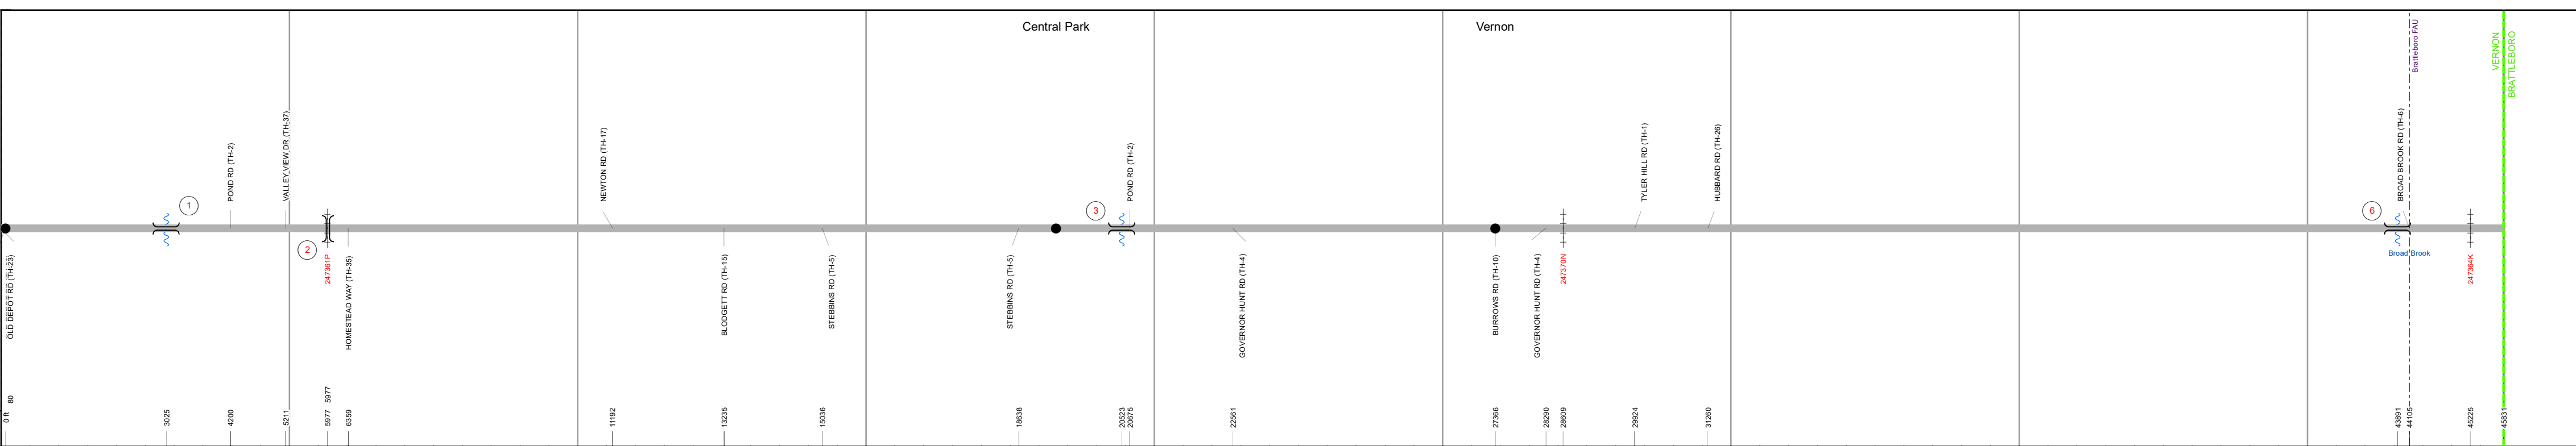 Central Park
Vernon
Brattleboro FAU
VERNON
BRATTLEBORO
1
POND RD (TH-2)
VALLEY VIEW DR (TH-37)
NEWTON RD (TH-17)
3
POND RD (TH-2)
TYLER HILL RD (TH-1)
HUBBARD RD (TH-26)
6
BROAD BROOK RD (TH-6)
OLD DEPOT RD (TH-23)
2
247361P
HOMESTEAD WAY (TH-35)
BLODGETT RD (TH-15)
STEBBINS RD (TH-5)
STEBBINS RD (TH-5)
GOVERNOR HUNT RD (TH-4)
BURROWS RD (TH-10)
GOVERNOR HUNT RD (TH-4)
247370N
Broad Brook
247364K
0 ft
80
3025
4200
5211
5977
5977
6359
11192
13235
15036
18638
20523
20675
22561
27366
28290
28609
29924
31260
43891
44105
45225
45831